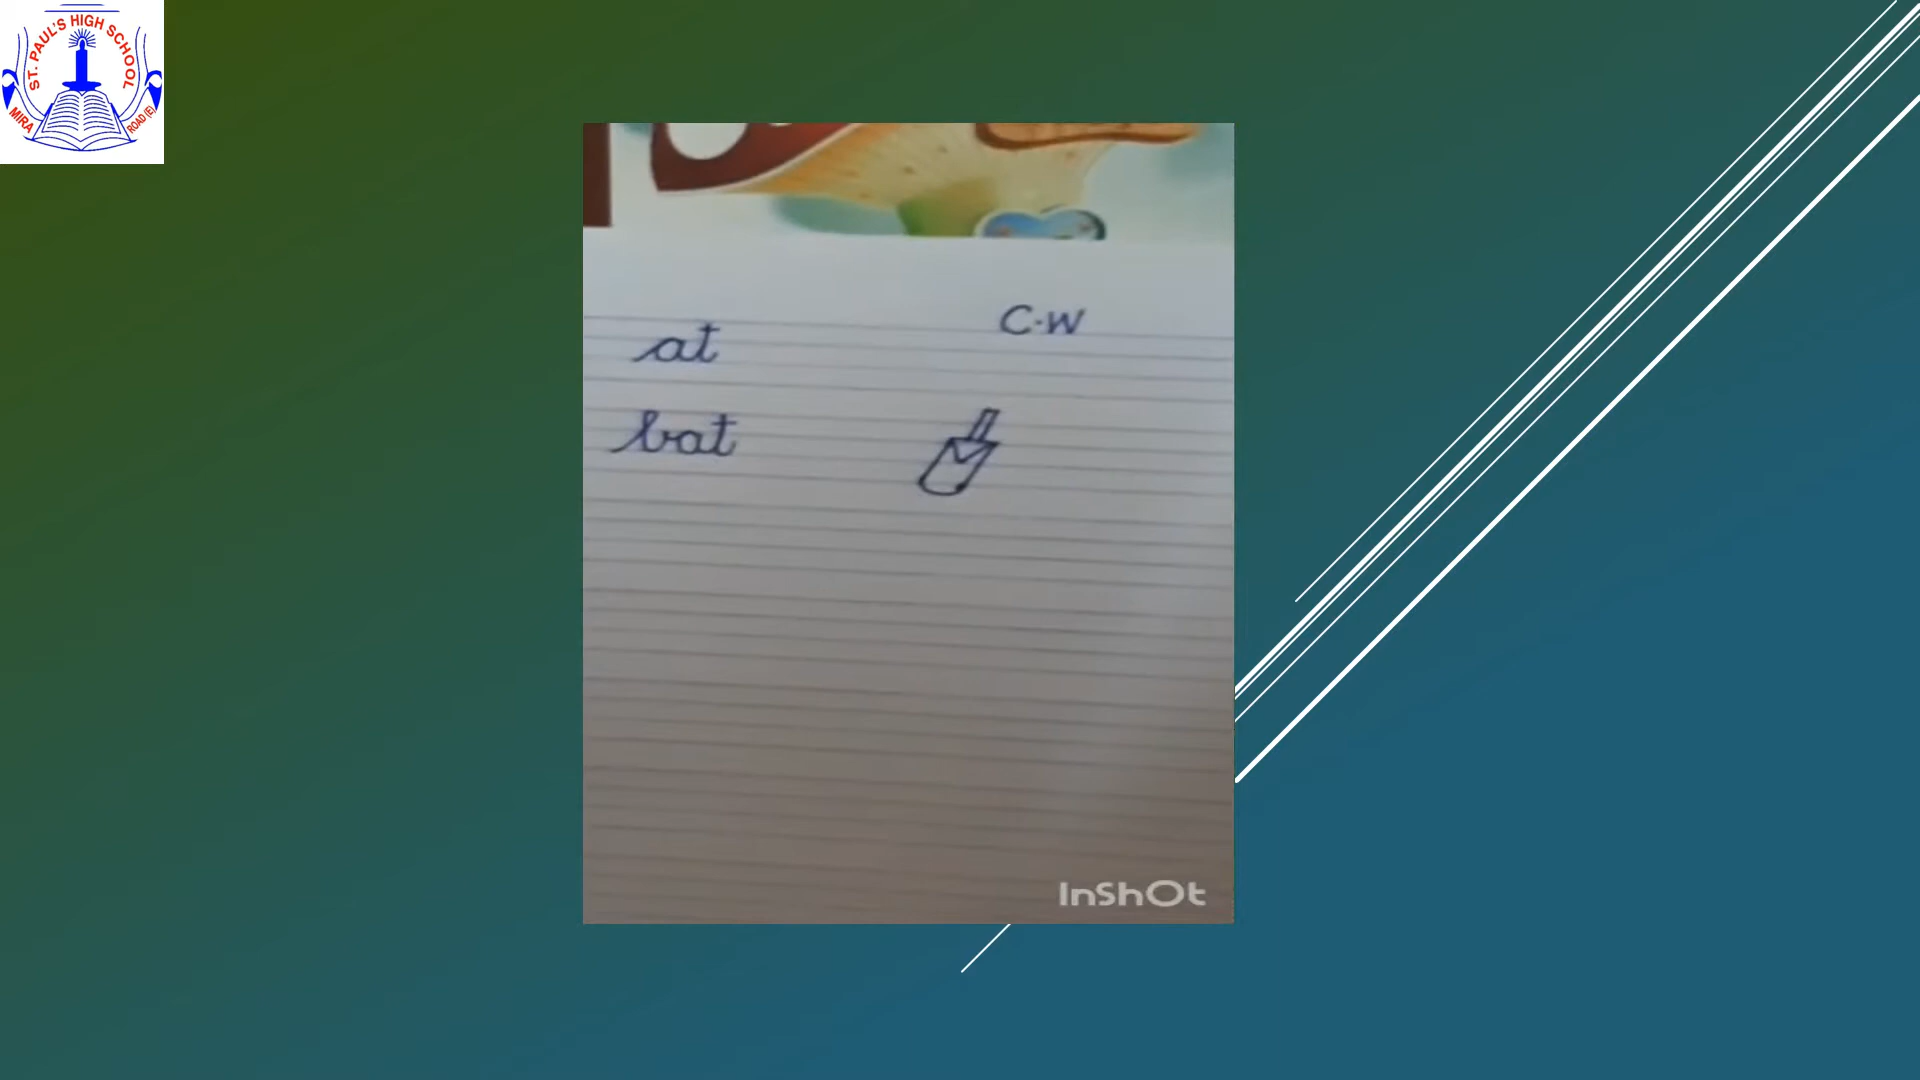 ST. PAUL'S HIGH SCHOOL
MIRA ROAD (E)
C.W
at
bat
InShOt